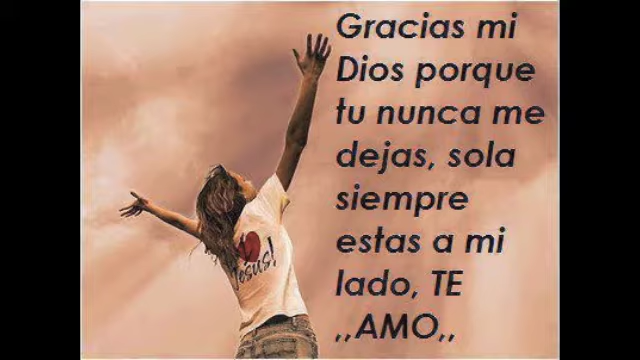 Gracias mi
Dios porque
tu nunca me
dejas, sola
siempre
estas a mi
lado, TE
,,AMO,,
Jesus!